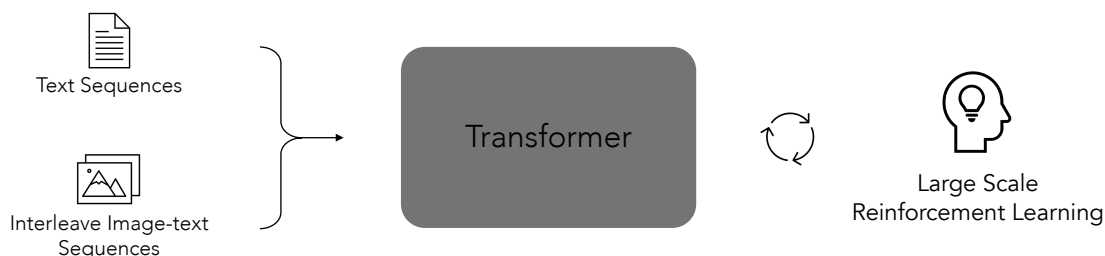 Text Sequences
Interleave Image-text
Sequences
Transformer
Large Scale
Reinforcement Learning